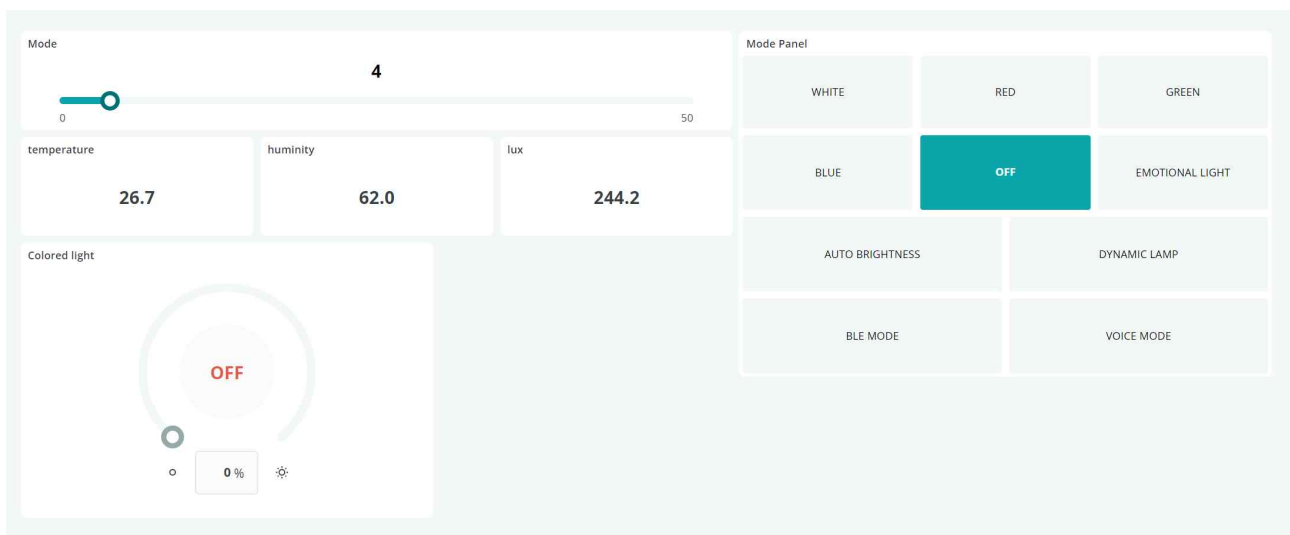 Mode
4
0
50
temperature
26.7
huminity
62.0
lux
244.2
Colored light
OFF
0 %
Mode Panel
WHITE
RED
GREEN
BLUE
OFF
EMOTIONAL LIGHT
AUTO BRIGHTNESS
DYNAMIC LAMP
BLE MODE
VOICE MODE